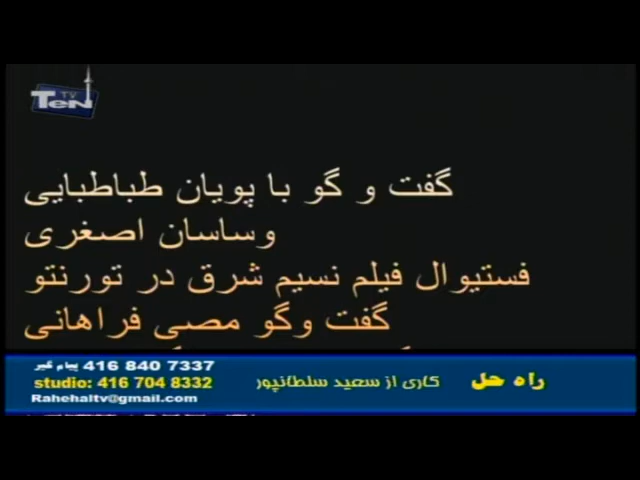 TV
TEN
گفت و گو با پویان طباطبایی
وساسان اصغری
فستیوال فیلم نسیم شرق در تورنتو
گفت وگو مصی فراهانی
راه حل
کاری از سعید سلطانپور
416 840 7337 پیام گیر
studio: 416 704 8332
Rahehaltv@gmail.com